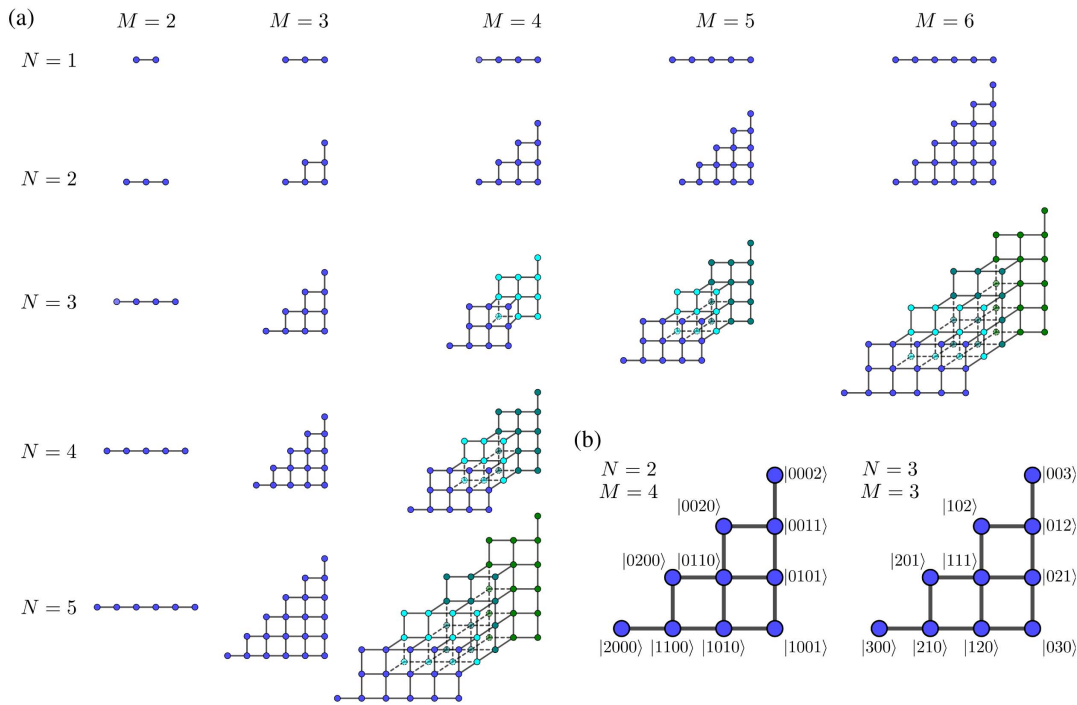 (a)
M = 2
M = 3
M = 4
M = 5
M = 6
N = 1
N = 2
N = 3
N = 4
N = 5
(b)
N = 2
M = 4
|0002⟩
|0020⟩
|0011⟩
|0200⟩
|0110⟩
|0101⟩
|2000⟩
|1100⟩
|1010⟩
|1001⟩
N = 3
M = 3
|003⟩
|102⟩
|012⟩
|201⟩
|111⟩
|021⟩
|300⟩
|210⟩
|120⟩
|030⟩